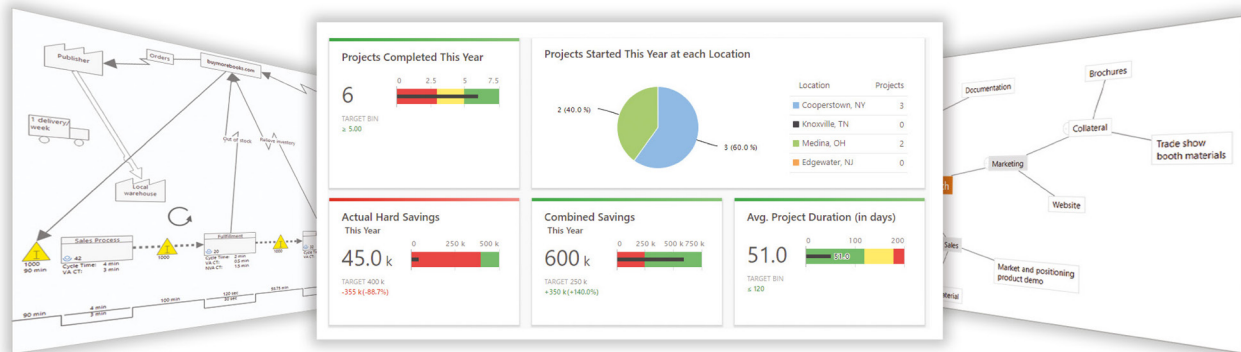 Publisher
Orders
buymorebooks.com
1 delivery/
week
Out of stock
Local
warehouse
Sales Process
42
Cycle Time: 4 min
VA CT: 3 min
1000
90 min
1000
Fulfillment
20
90 min
4 min
3 min
100 min
Projects Completed This Year
6
0 2.5 5 7.5
TARGET BIN
≥ 5.00
Projects Started This Year at each Location
2 (40.0 %)
3 (60.0 %)
Location Projects
Cooperstown, NY 3
Knoxville, TN 0
Medina, OH 2
Edgewater, NJ 0
Actual Hard Savings
This Year
45.0 k
0 250 k 500 k
TARGET 400 k
-355 k (-88.7%)
Combined Savings
This Year
600 k
0 250 k 500 k 750 k
TARGET 250 k
+350 k (+140.0%)
Avg. Project Duration (in days)
51.0
0 100 200
51.0
TARGET BIN
≤ 120
Documentation
Brochures
Collateral
Trade show
booth materials
Marketing
Website
Sales
Market and positioning
product demo